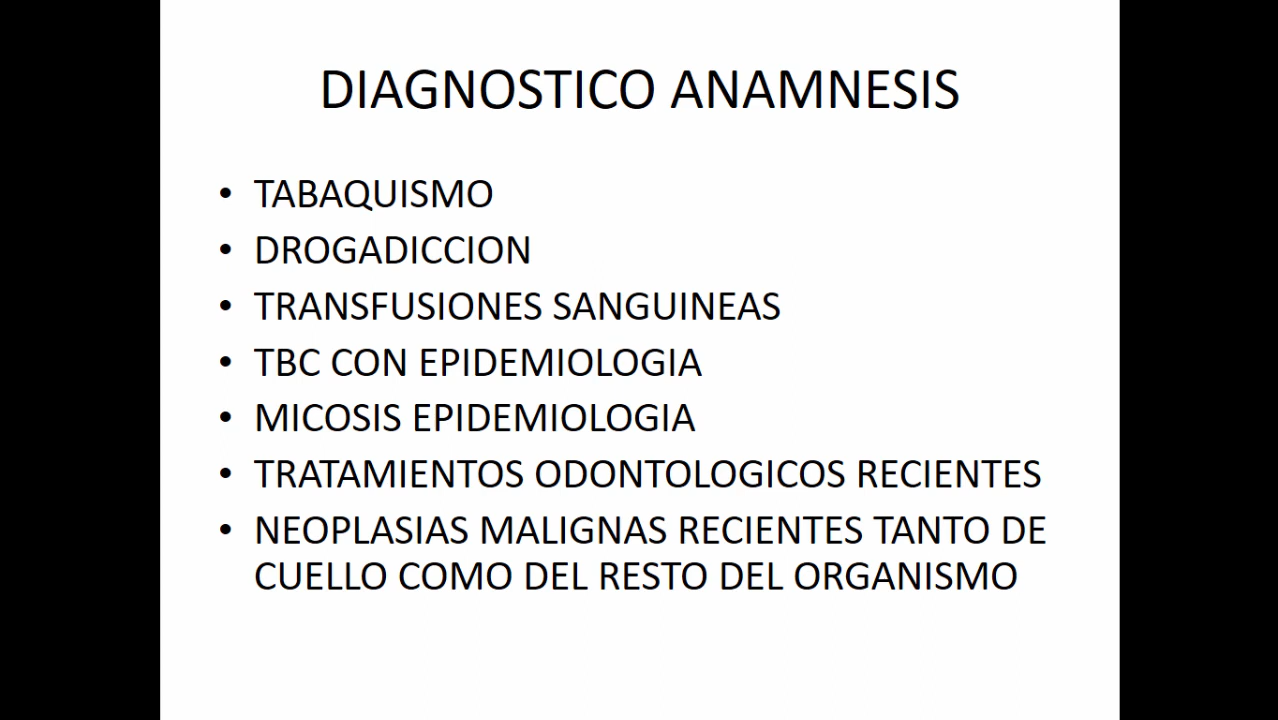 DIAGNOSTICO ANAMNESIS
• TABAQUISMO
• DROGADICCION
• TRANSFUSIONES SANGUINEAS
• TBC CON EPIDEMIOLOGIA
• MICOSIS EPIDEMIOLOGIA
• TRATAMIENTOS ODONTOLOGICOS RECIENTES
• NEOPLASIAS MALIGNAS RECIENTES TANTO DE
CUELLO COMO DEL RESTO DEL ORGANISMO